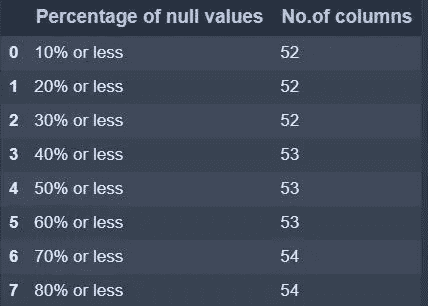 Percentage of null values No.of columns
0 10% or less 52
1 20% or less 52
2 30% or less 52
3 40% or less 53
4 50% or less 53
5 60% or less 53
6 70% or less 54
7 80% or less 54